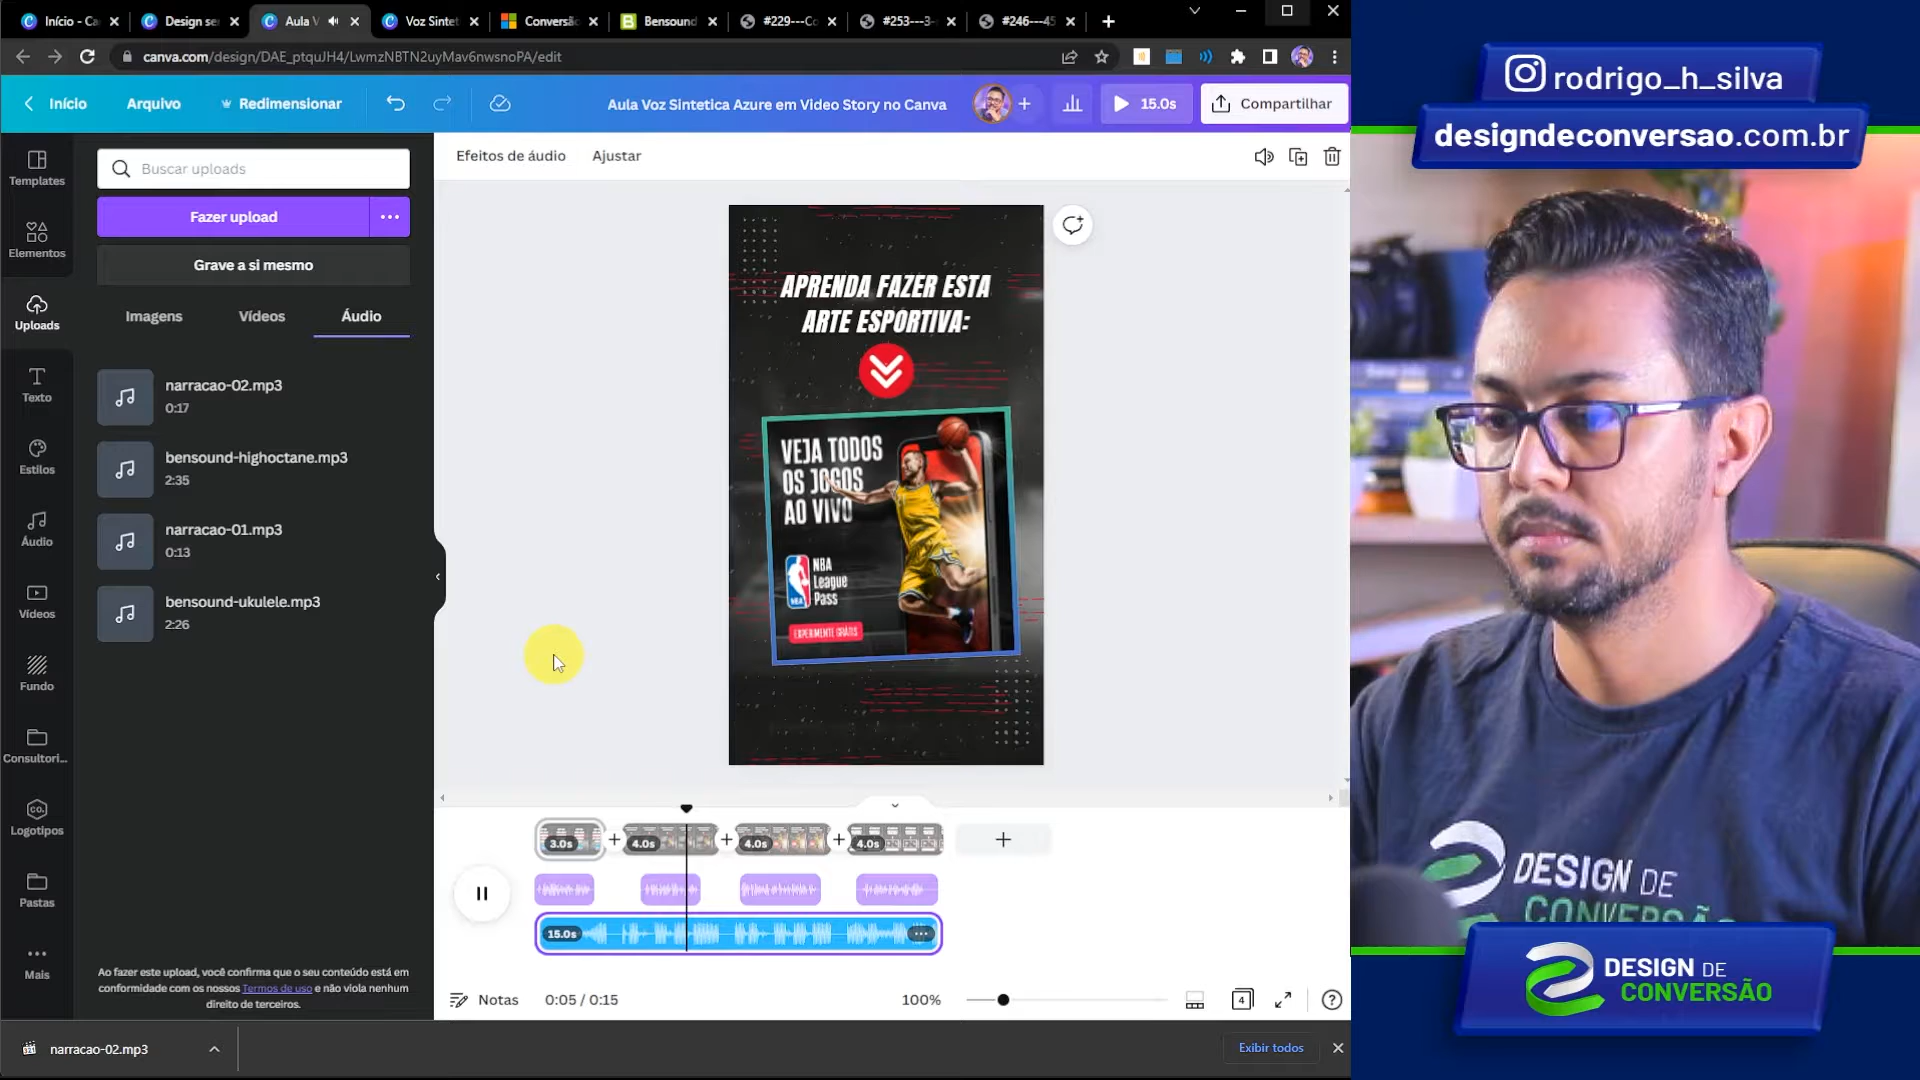 Início - Ca
Design se
Aula V
Voz Sintet
Conversã
Bensound
#229---Co
#253---3-
#246---45
canva.com/design/DAE_ptquJH4/LwmzNBTN2uyMav6nwsnoPA/edit
Início
Arquivo
Redimensionar
Aula Voz Sintetica Azure em Video Story no Canva
15.0s
Compartilhar
Efeitos de áudio
Ajustar
Templates
Elementos
Uploads
Texto
Estilos
Áudio
Vídeos
Fundo
Consultori...
CO.
Logotipos
Pastas
Mais
Buscar uploads
Fazer upload
Grave a si mesmo
Imagens
Vídeos
Áudio
narracao-02.mp3
0:17
bensound-highoctane.mp3
2:35
narracao-01.mp3
0:13
bensound-ukulele.mp3
2:26
Ao fazer este upload, você confirma que o seu conteúdo está em
conformidade com os nossos Termos de uso e não viola nenhum
direito de terceiros.
APRENDA FAZER ESTA
ARTE ESPORTIVA:
VEJA TODOS
OS JOGOS
AO VIVO
NBA
NBA
League
Pass
EXPERIMENTE GRÁTIS
3.0s
4.0s
4.0s
4.0s
15.0s
Notas
0:05 / 0:15
100%
4
narracao-02.mp3
Exibir todos
rodrigo_h_silva
designdeconversao.com.br
DESIGN DE
CONVERSÃO
DESIGN DE
CONVERSÃO